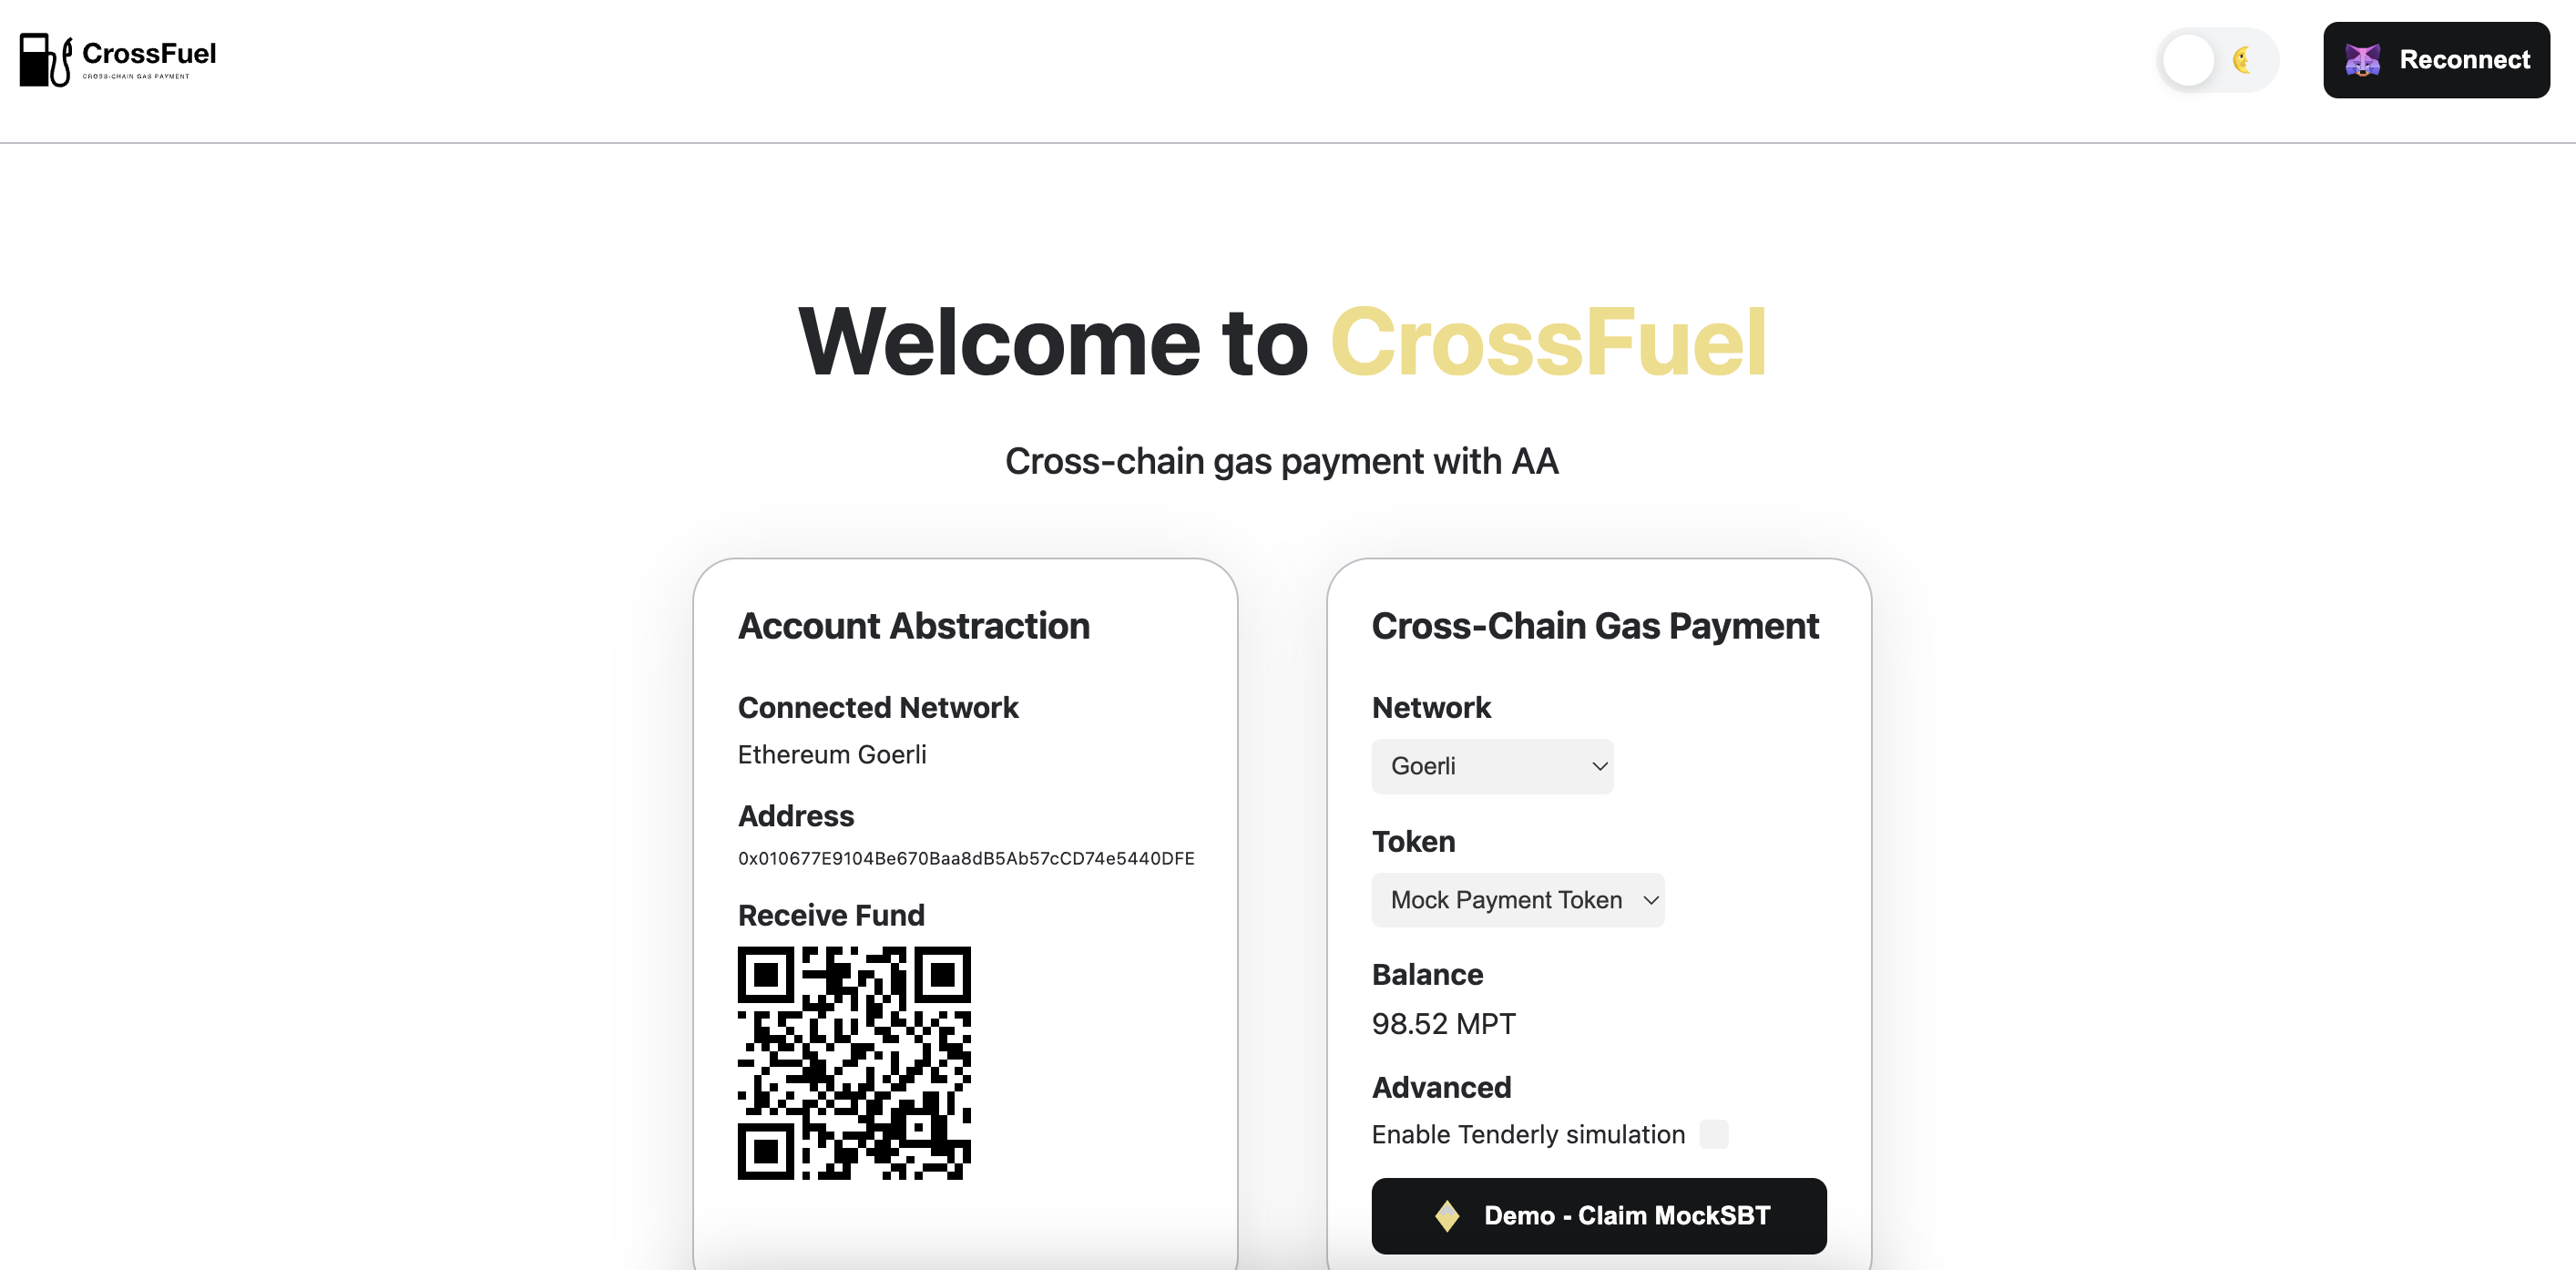 CrossFuel
CROSS-CHAIN GAS PAYMENT
Reconnect
Welcome to CrossFuel
Cross-chain gas payment with AA
Account Abstraction
Connected Network
Ethereum Goerli
Address
0x010677E9104Be670Baa8dB5Ab57cCD74e5440DFE
Receive Fund
Cross-Chain Gas Payment
Network
Goerli
Token
Mock Payment Token
Balance
98.52 MPT
Advanced
Enable Tenderly simulation
Demo - Claim MockSBT